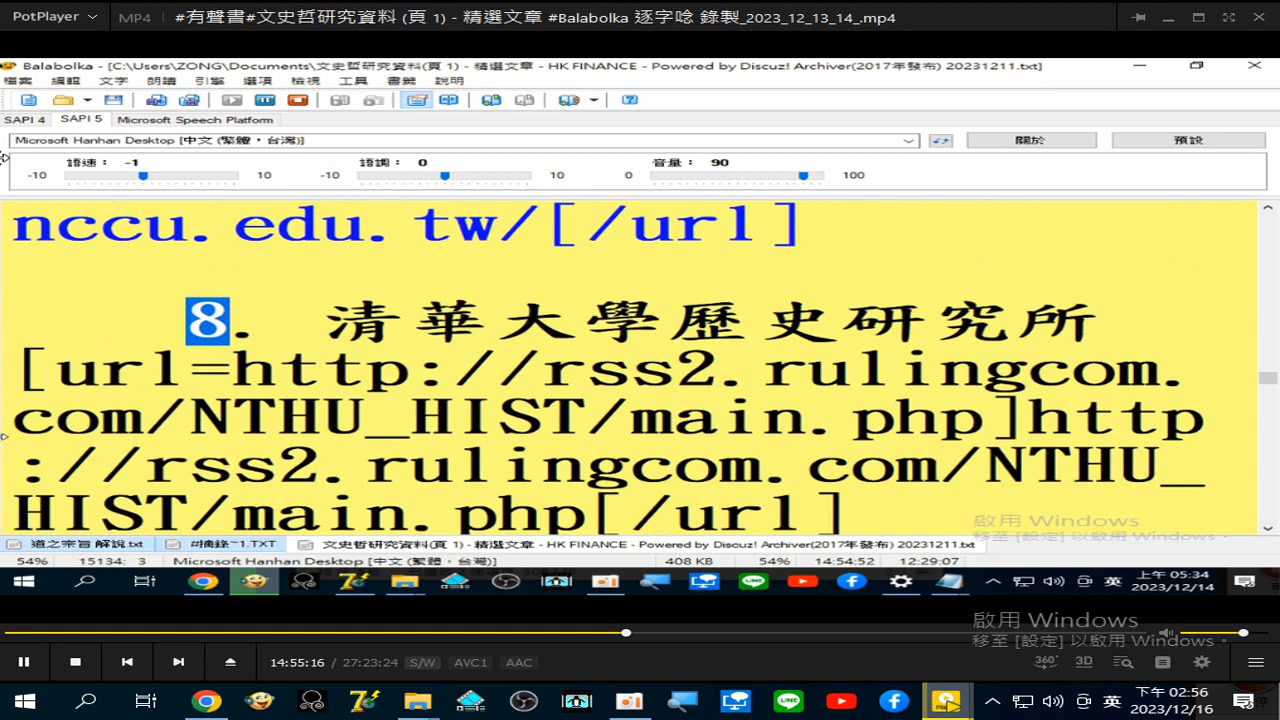 PotPlayer MP4 #有聲書#文史哲研究資料 (頁 1) - 精選文章 #Balabolka 逐字唸 錄製_2023_12_13_14_.mp4
Balabolka - [C:\Users\ZONG\Documents\文史哲研究資料(頁 1) - 精選文章 - HK FINANCE - Powered by Discuz! Archiver(2017年發布) 20231211.txt]
檔案 編輯 文字 朗讀 引擎 選項 檢視 工具 書籤 說明
SAPI 4 SAPI 5 Microsoft Speech Platform
Microsoft Hanhan Desktop [中文 (繁體，台灣)] 關於 預設
語速： -1 語調： 0 音量： 90
-10 10 -10 10 0 100
nccu.edu.tw/[/url]
8. 清華大學歷史研究所
[url=http://rss2.rulingcom.
com/NTHU_HIST/main.php]http
://rss2.rulingcom.com/NTHU_
HIST/main.php[/url]
啟用 Windows
移至 [設定] 以啟用 Windows。
道之宗旨 解說.txt #摘錄~1.TXT 文史哲研究資料(頁 1) - 精選文章 - HK FINANCE - Powered by Discuz! Archiver(2017年發布) 20231211.txt
54% 15134: 3 Microsoft Hanhan Desktop [中文 (繁體，台灣)] 408 KB 54% 14:54:52 12:29:07
英 上午 05:34
2023/12/14
啟用 Windows
移至 [設定] 以啟用 Windows。
14:55:16 / 27:23:24 S/W AVC1 AAC 360° 3D
英 下午 02:56
2023/12/16